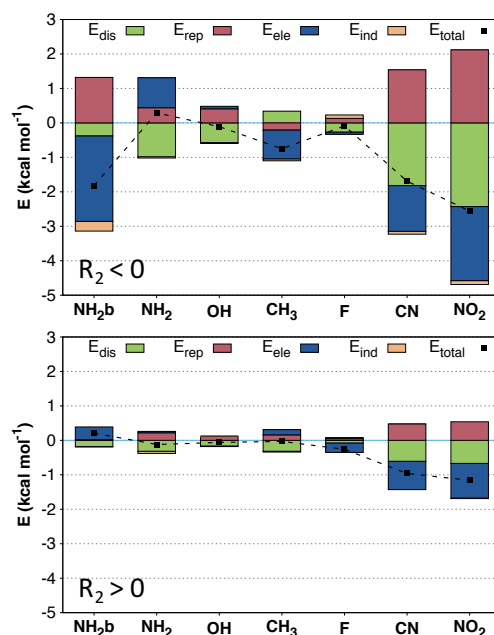 E_dis E_rep E_ele E_ind E_total
3
2
1
0
-1
-2
-3
-4
-5
E (kcal mol⁻¹)
R₂ < 0
NH₂b NH₂ OH CH₃ F CN NO₂
E_dis E_rep E_ele E_ind E_total
3
2
1
0
-1
-2
-3
-4
-5
E (kcal mol⁻¹)
R₂ > 0
NH₂b NH₂ OH CH₃ F CN NO₂